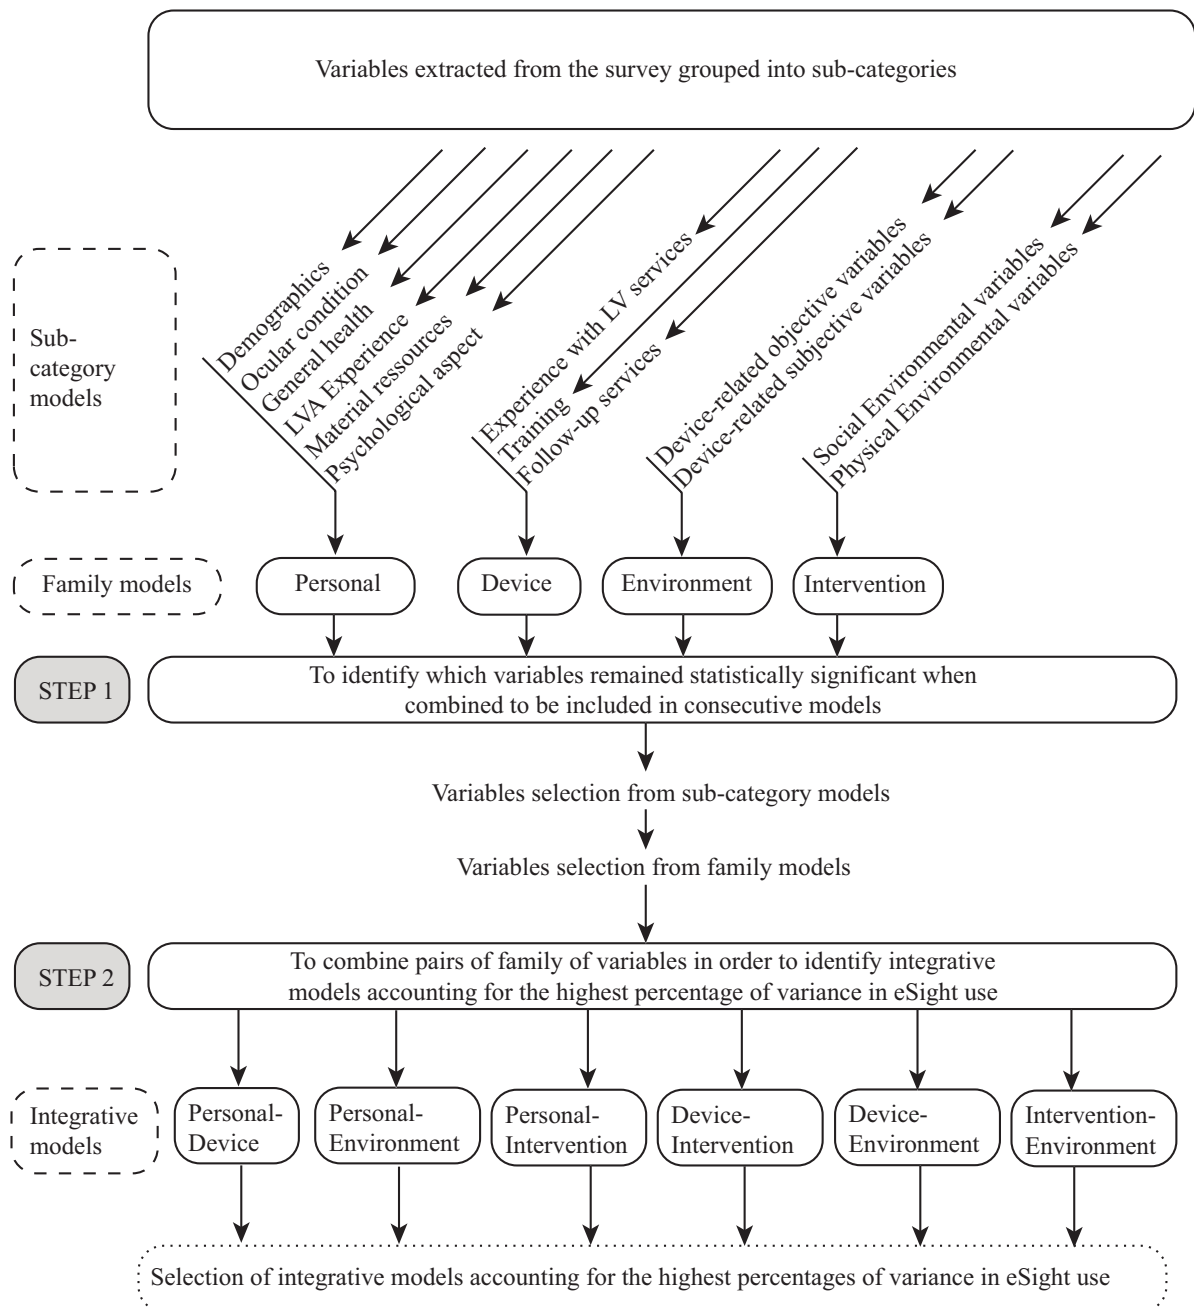 Variables extracted from the survey grouped into sub-categories
Sub-
category
models
Demographics
Ocular condition
General health
LVA Experience
Material ressources
Psychological aspect
Experience with LV services
Training
Follow-up services
Device-related objective variables
Device-related subjective variables
Social Environmental variables
Physical Environmental variables
Family models
Personal
Device
Environment
Intervention
STEP 1
To identify which variables remained statistically significant when
combined to be included in consecutive models
Variables selection from sub-category models
Variables selection from family models
STEP 2
To combine pairs of family of variables in order to identify integrative
models accounting for the highest percentage of variance in eSight use
Integrative
models
Personal-
Device
Personal-
Environment
Personal-
Intervention
Device-
Intervention
Device-
Environment
Intervention-
Environment
Selection of integrative models accounting for the highest percentages of variance in eSight use